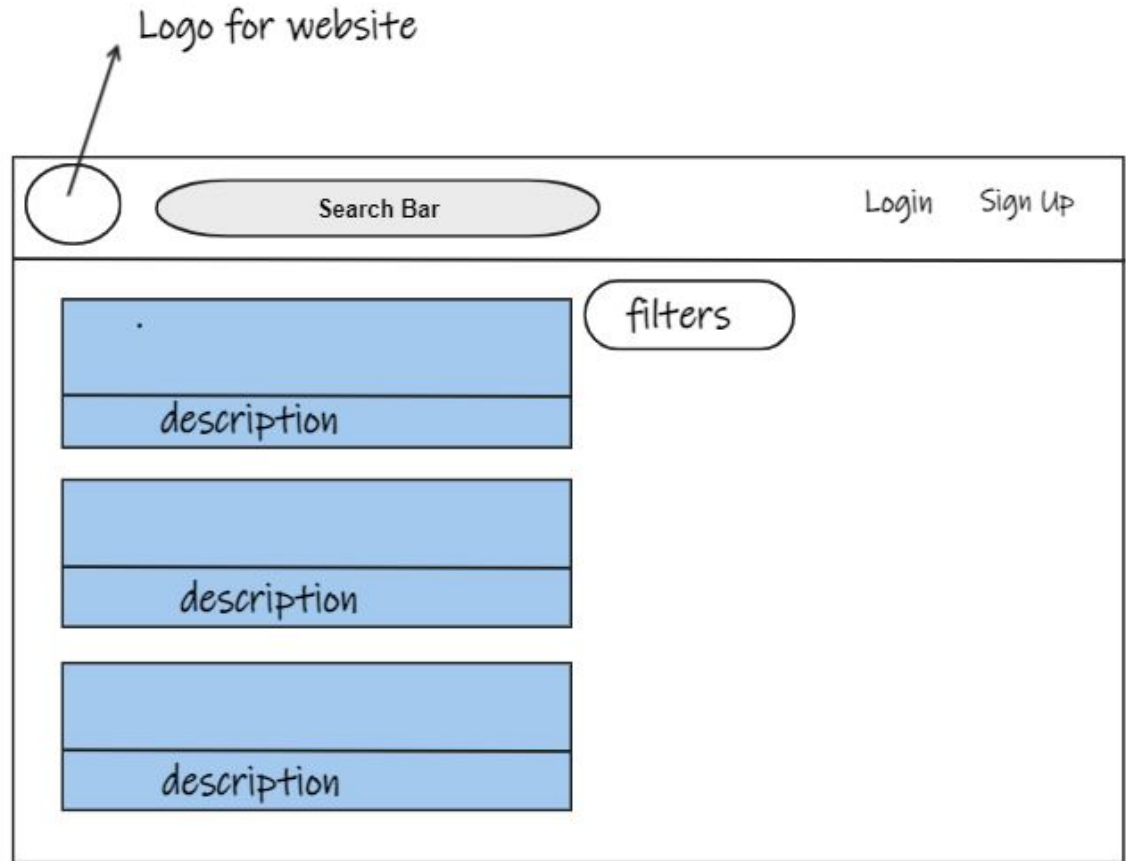 Logo for website
Search Bar
Login
Sign Up
filters
description
description
description